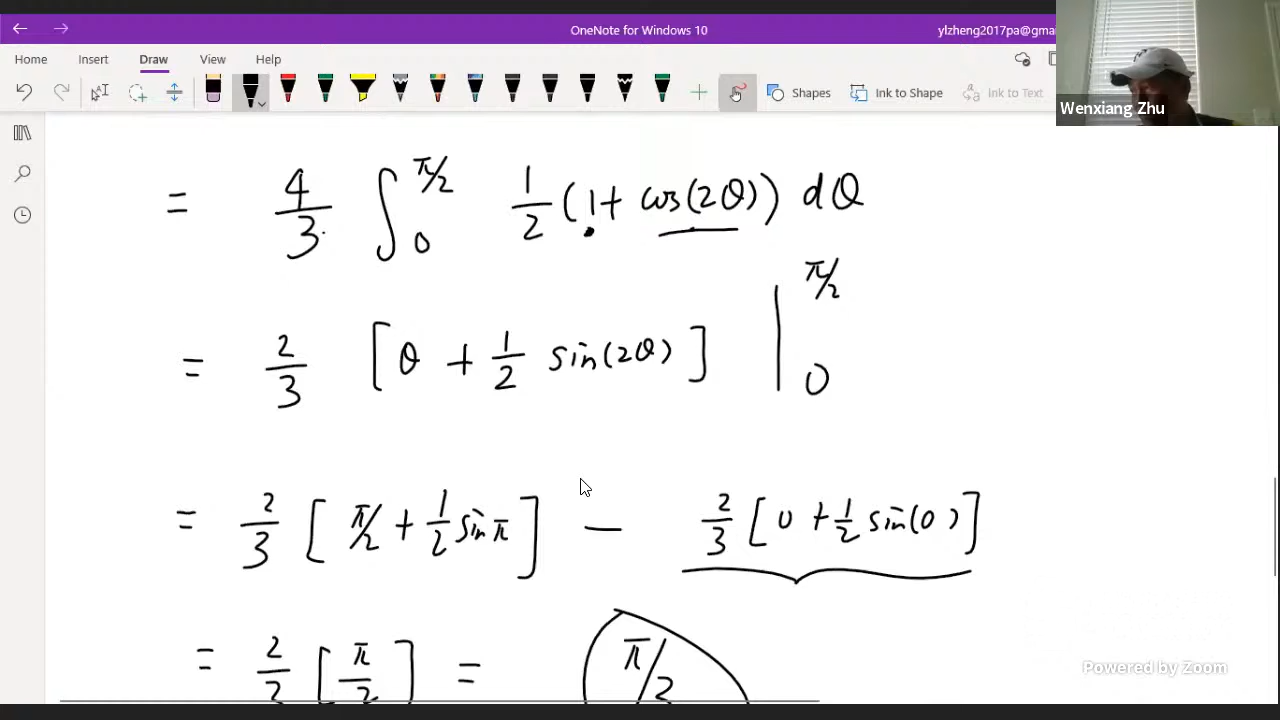 OneNote for Windows 10
ylzheng2017pa@gma
Home Insert Draw View Help
Shapes Ink to Shape Ink to Text
Wenxiang Zhu
= 4/3 ∫_0^{π/2} 1/2 (1 + cos(2θ)) dθ
= 2/3 [θ + 1/2 sin(2θ)] |_0^{π/2}
= 2/3 [π/2 + 1/2 sin π] − 2/3 [0 + 1/2 sin(0)]
= 2/3 [π/2] = π/2
Powered by Zoom